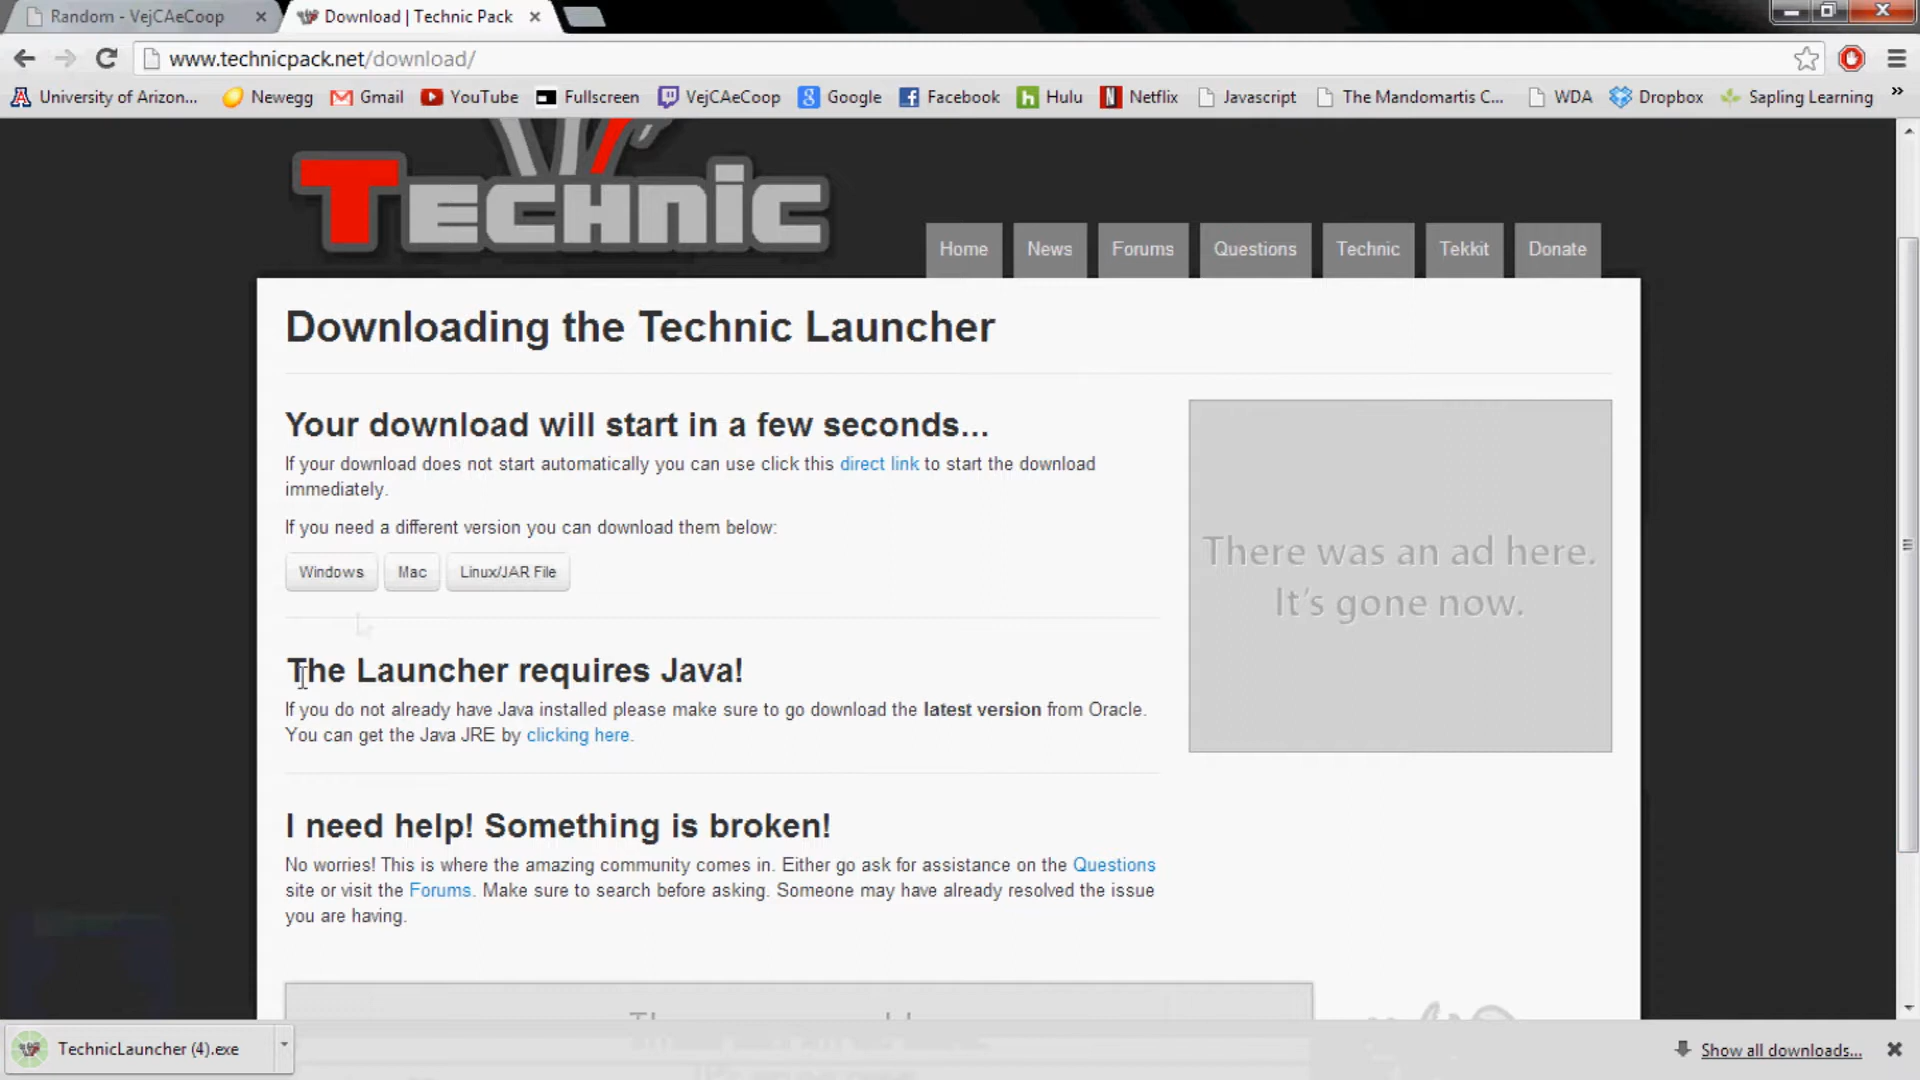 Random - VejCAeCoop
Download | Technic Pack
www.technicpack.net/download/
University of Arizon... Newegg Gmail YouTube Fullscreen VejCAeCoop Google Facebook Hulu Netflix Javascript The Mandomartis C... WDA Dropbox Sapling Learning »
TECHNIC
Home News Forums Questions Technic Tekkit Donate
Downloading the Technic Launcher
Your download will start in a few seconds...
If your download does not start automatically you can use click this direct link to start the download
immediately.
If you need a different version you can download them below:
Windows Mac Linux/JAR File
There was an ad here.
It's gone now.
The Launcher requires Java!
If you do not already have Java installed please make sure to go download the latest version from Oracle.
You can get the Java JRE by clicking here.
I need help! Something is broken!
No worries! This is where the amazing community comes in. Either go ask for assistance on the Questions
site or visit the Forums. Make sure to search before asking. Someone may have already resolved the issue
you are having.
TechnicLauncher (4).exe
Show all downloads...